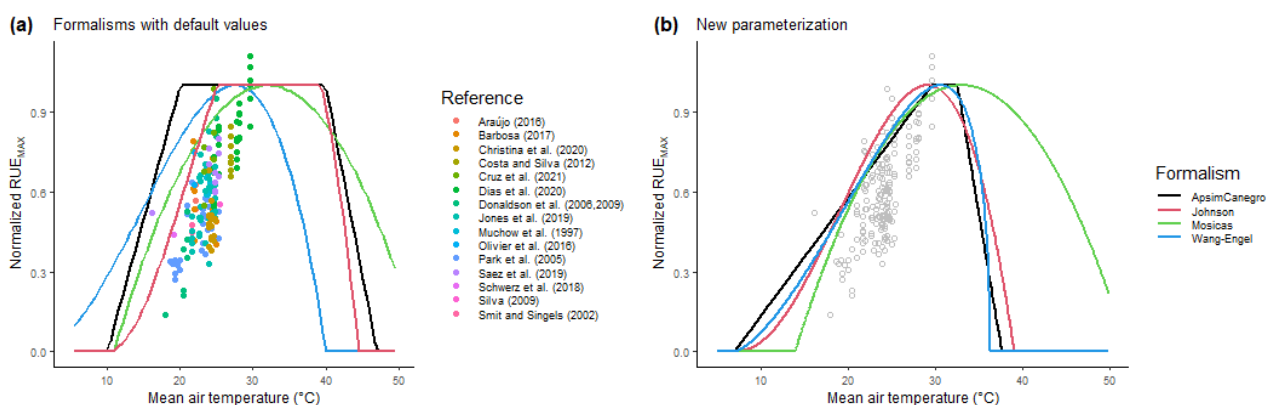 (a) Formalisms with default values
Normalized RUEMAX
0.9
0.6
0.3
0.0
10 20 30 40 50
Mean air temperature (°C)
Reference
Araújo (2016)
Barbosa (2017)
Christina et al. (2020)
Costa and Silva (2012)
Cruz et al. (2021)
Dias et al. (2020)
Donaldson et al. (2006,2009)
Jones et al. (2019)
Muchow et al. (1997)
Olivier et al. (2016)
Park et al. (2005)
Saez et al. (2019)
Schwerz et al. (2018)
Silva (2009)
Smit and Singels (2002)
(b) New parameterization
Normalized RUEMAX
0.9
0.6
0.3
0.0
10 20 30 40 50
Mean air temperature (°C)
Formalism
ApsimCanegro
Johnson
Mosicas
Wang-Engel